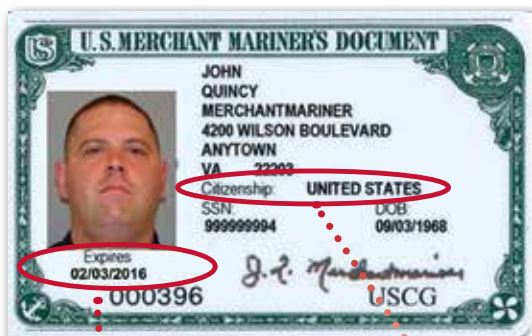 U.S. MERCHANT MARINER'S DOCUMENT
JOHN
QUINCY
MERCHANTMARINER
4200 WILSON BOULEVARD
ANYTOWN
VA 22203
Citizenship: UNITED STATES
SSN: DOB:
999999994 09/03/1968
Expires
02/03/2016
J. Q. Merchantmariner
000396 USCG